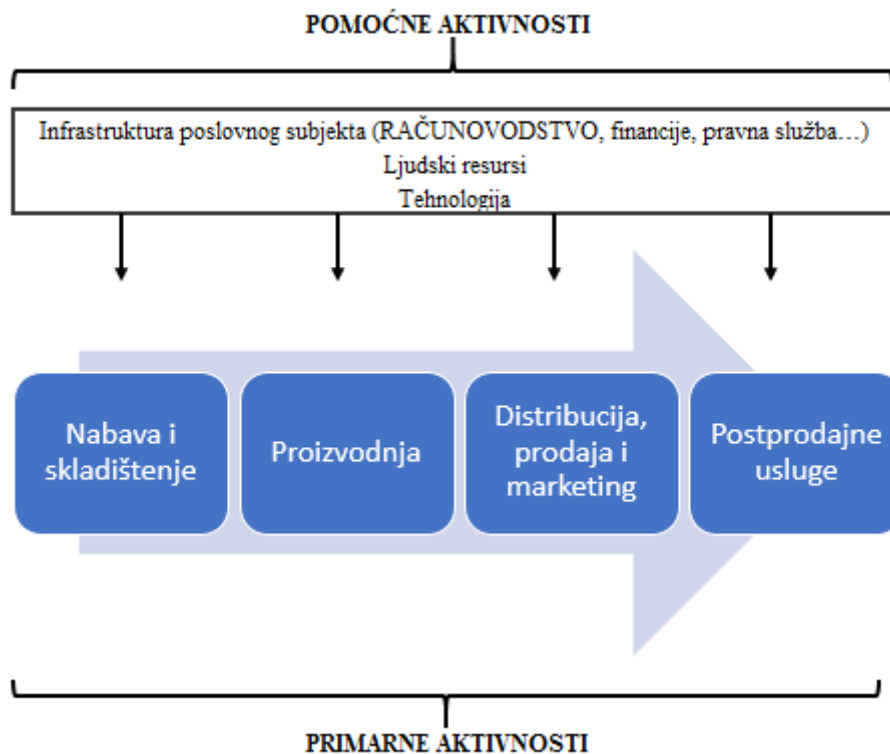 POMOĆNE AKTIVNOSTI
Infrastruktura poslovnog subjekta (RAČUNOVODSTVO, financije, pravna služba…)
Ljudski resursi
Tehnologija
Nabava i
skladištenje
Proizvodnja
Distribucija,
prodaja i
marketing
Postprodajne
usluge
PRIMARNE AKTIVNOSTI